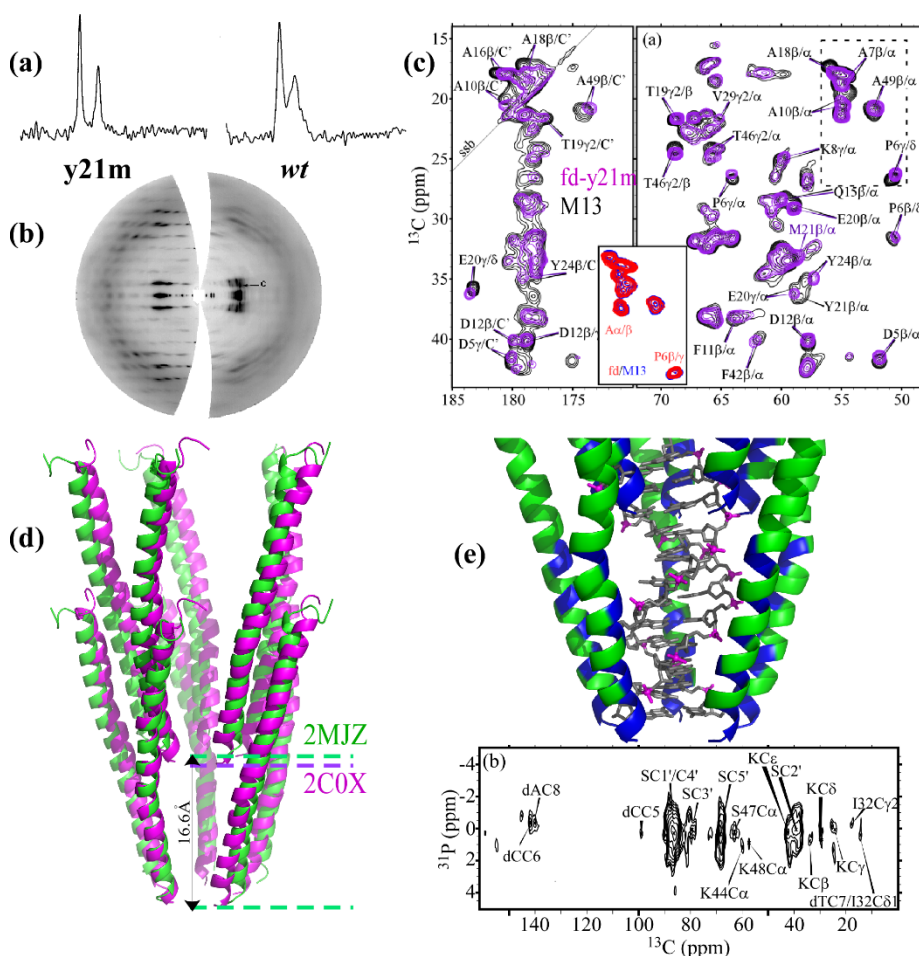 (a)
y21m
wt
(b)
c
(c)
A18β/C'
A16β/C'
A10β/C'
A49β/C'
T19γ2/C'
ssb
fd-y21m
M13
E20γ/δ
Y24β/C
D12β/C'
D12β/γ
D5γ/C'
13C (ppm)
15
20
25
30
35
40
185
180
175
Aα/β
P6β/γ
fd/M13
(a)
A18β/α
A7β/α
A49β/α
T19γ2/β
V29γ2/α
A10β/α
T46γ2/α
K8γ/α
P6γ/δ
T46γ2/β
P6γ/α
Q15β/α
E20β/α
P6β/δ
M21β/α
Y24β/α
E20γ/α
Y21β/α
D12β/α
F11β/α
F42β/α
D5β/α
70
65
60
55
50
(d)
2MJZ
2C0X
16.6Å
(e)
(b)
-4
-2
0
2
4
31P (ppm)
dAC8
dCC5
dCC6
SC1'/C4'
SC3'
SC5'
S47Cα
KCε
SC2'
KCδ
I32Cγ2
K48Cα
K44Cα
KCβ
KCγ
dTC7/I32Cδ1
140
120
100
80
60
40
20
13C (ppm)